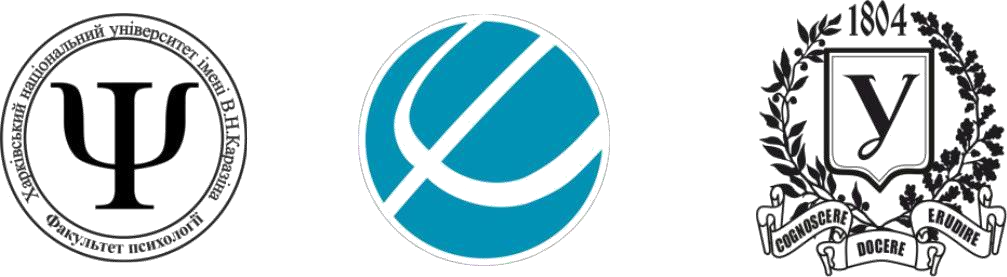 Харківський національний університет імені В.Н.Каразіна
Факультет психології
Ψ
1804
У
COGNOSCERE
DOCERE
ERUDIRE